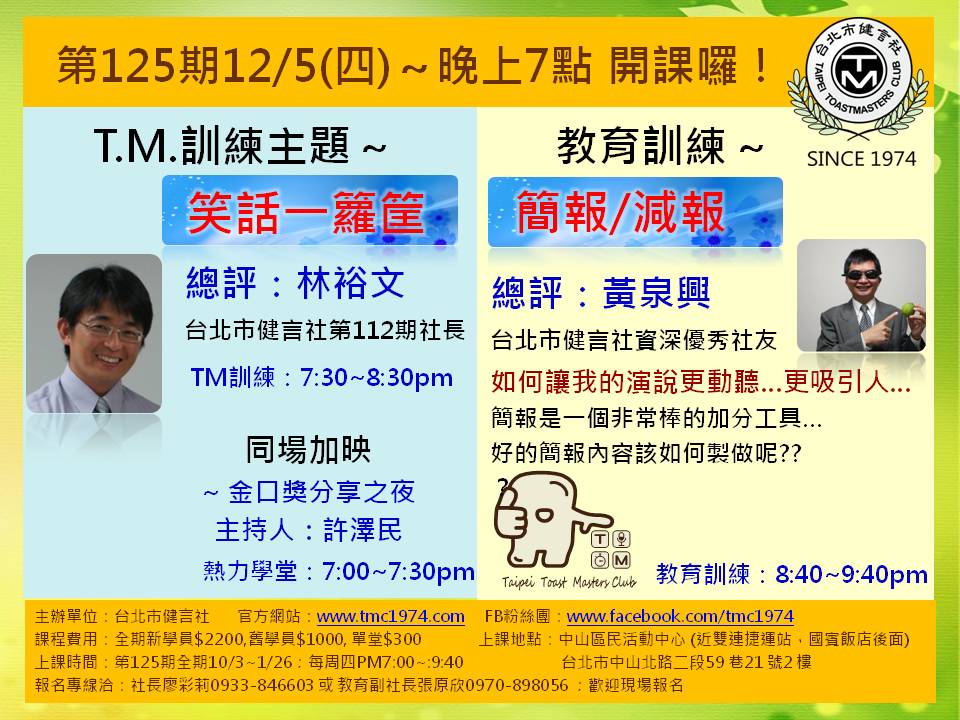 第125期12/5(四)～晚上7點 開課囉！
台北市健言社
TM
TAIPEI TOASTMASTERS CLUB
SINCE 1974
T.M.訓練主題～
笑話一籮筐
總評：林裕文
台北市健言社第112期社長
TM訓練：7:30~8:30pm
同場加映
~ 金口獎分享之夜
主持人：許澤民
熱力學堂：7:00~7:30pm
教育訓練～
簡報/減報
總評：黃泉興
台北市健言社資深優秀社友
如何讓我的演說更動聽...更吸引人...
簡報是一個非常棒的加分工具...
好的簡報內容該如何製做呢??
?
T
M
Taipei Toast Masters Club
教育訓練：8:40~9:40pm
主辦單位：台北市健言社 官方網站：www.tmc1974.com FB粉絲團：www.facebook.com/tmc1974
課程費用：全期新學員$2200,舊學員$1000, 單堂$300 上課地點：中山區民活動中心 (近雙連捷運站，國賓飯店後面)
上課時間：第125期全期10/3~1/26：每周四PM7:00~:9:40 台北市中山北路二段59 巷21 號2 樓
報名專線洽：社長廖彩莉0933-846603 或 教育副社長張原欣0970-898056 ；歡迎現場報名